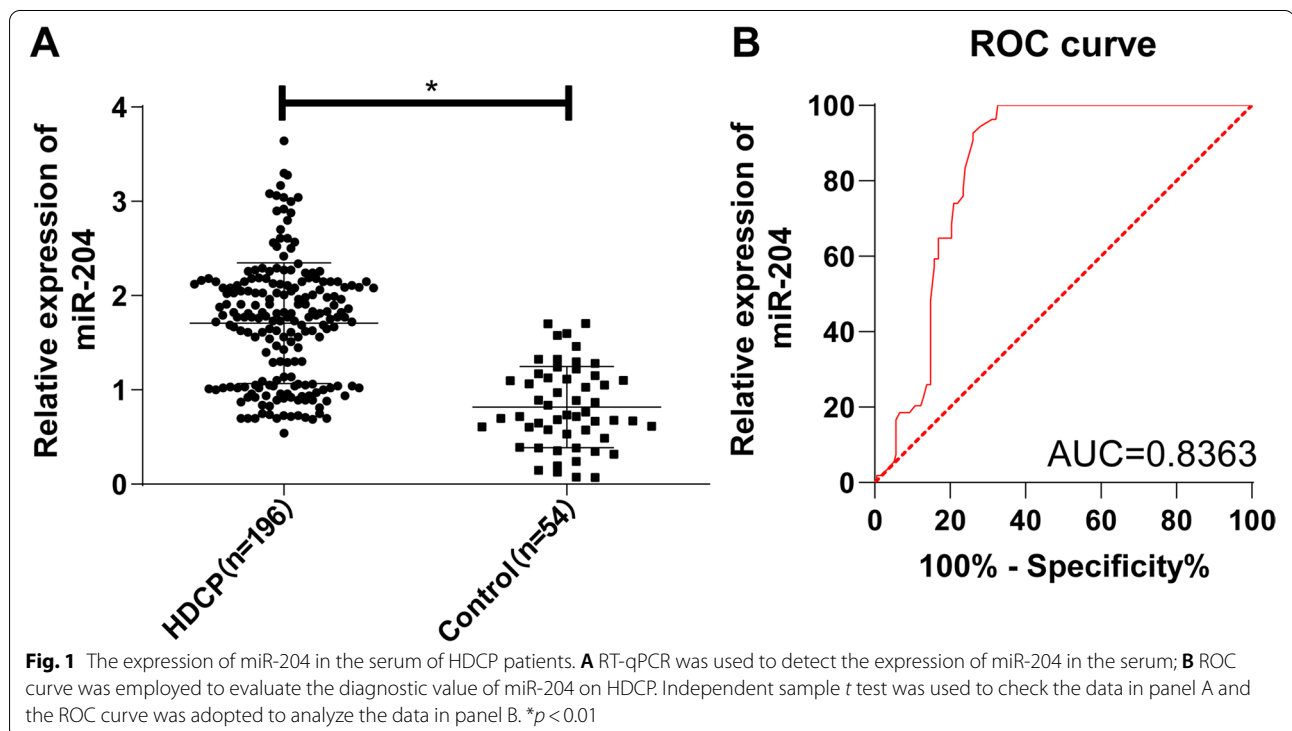 A
Relative expression of
miR-204
4
3
2
1
0
*
HDCP(n=196)
Control(n=54)
B
ROC curve
Relative expression of
miR-204
100
80
60
40
20
0
AUC=0.8363
0 20 40 60 80 100
100% - Specificity%
Fig. 1 The expression of miR-204 in the serum of HDCP patients. A RT-qPCR was used to detect the expression of miR-204 in the serum; B ROC
curve was employed to evaluate the diagnostic value of miR-204 on HDCP. Independent sample t test was used to check the data in panel A and
the ROC curve was adopted to analyze the data in panel B. *p < 0.01